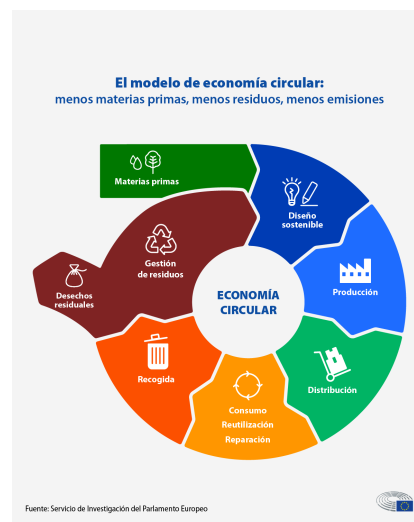 El modelo de economía circular:
menos materias primas, menos residuos, menos emisiones
Materias primas
Diseño
sostenible
Producción
Distribución
Consumo
Reutilización
Reparación
Recogida
Gestión
de residuos
Desechos
residuales
ECONOMÍA
CIRCULAR
Fuente: Servicio de Investigación del Parlamento Europeo